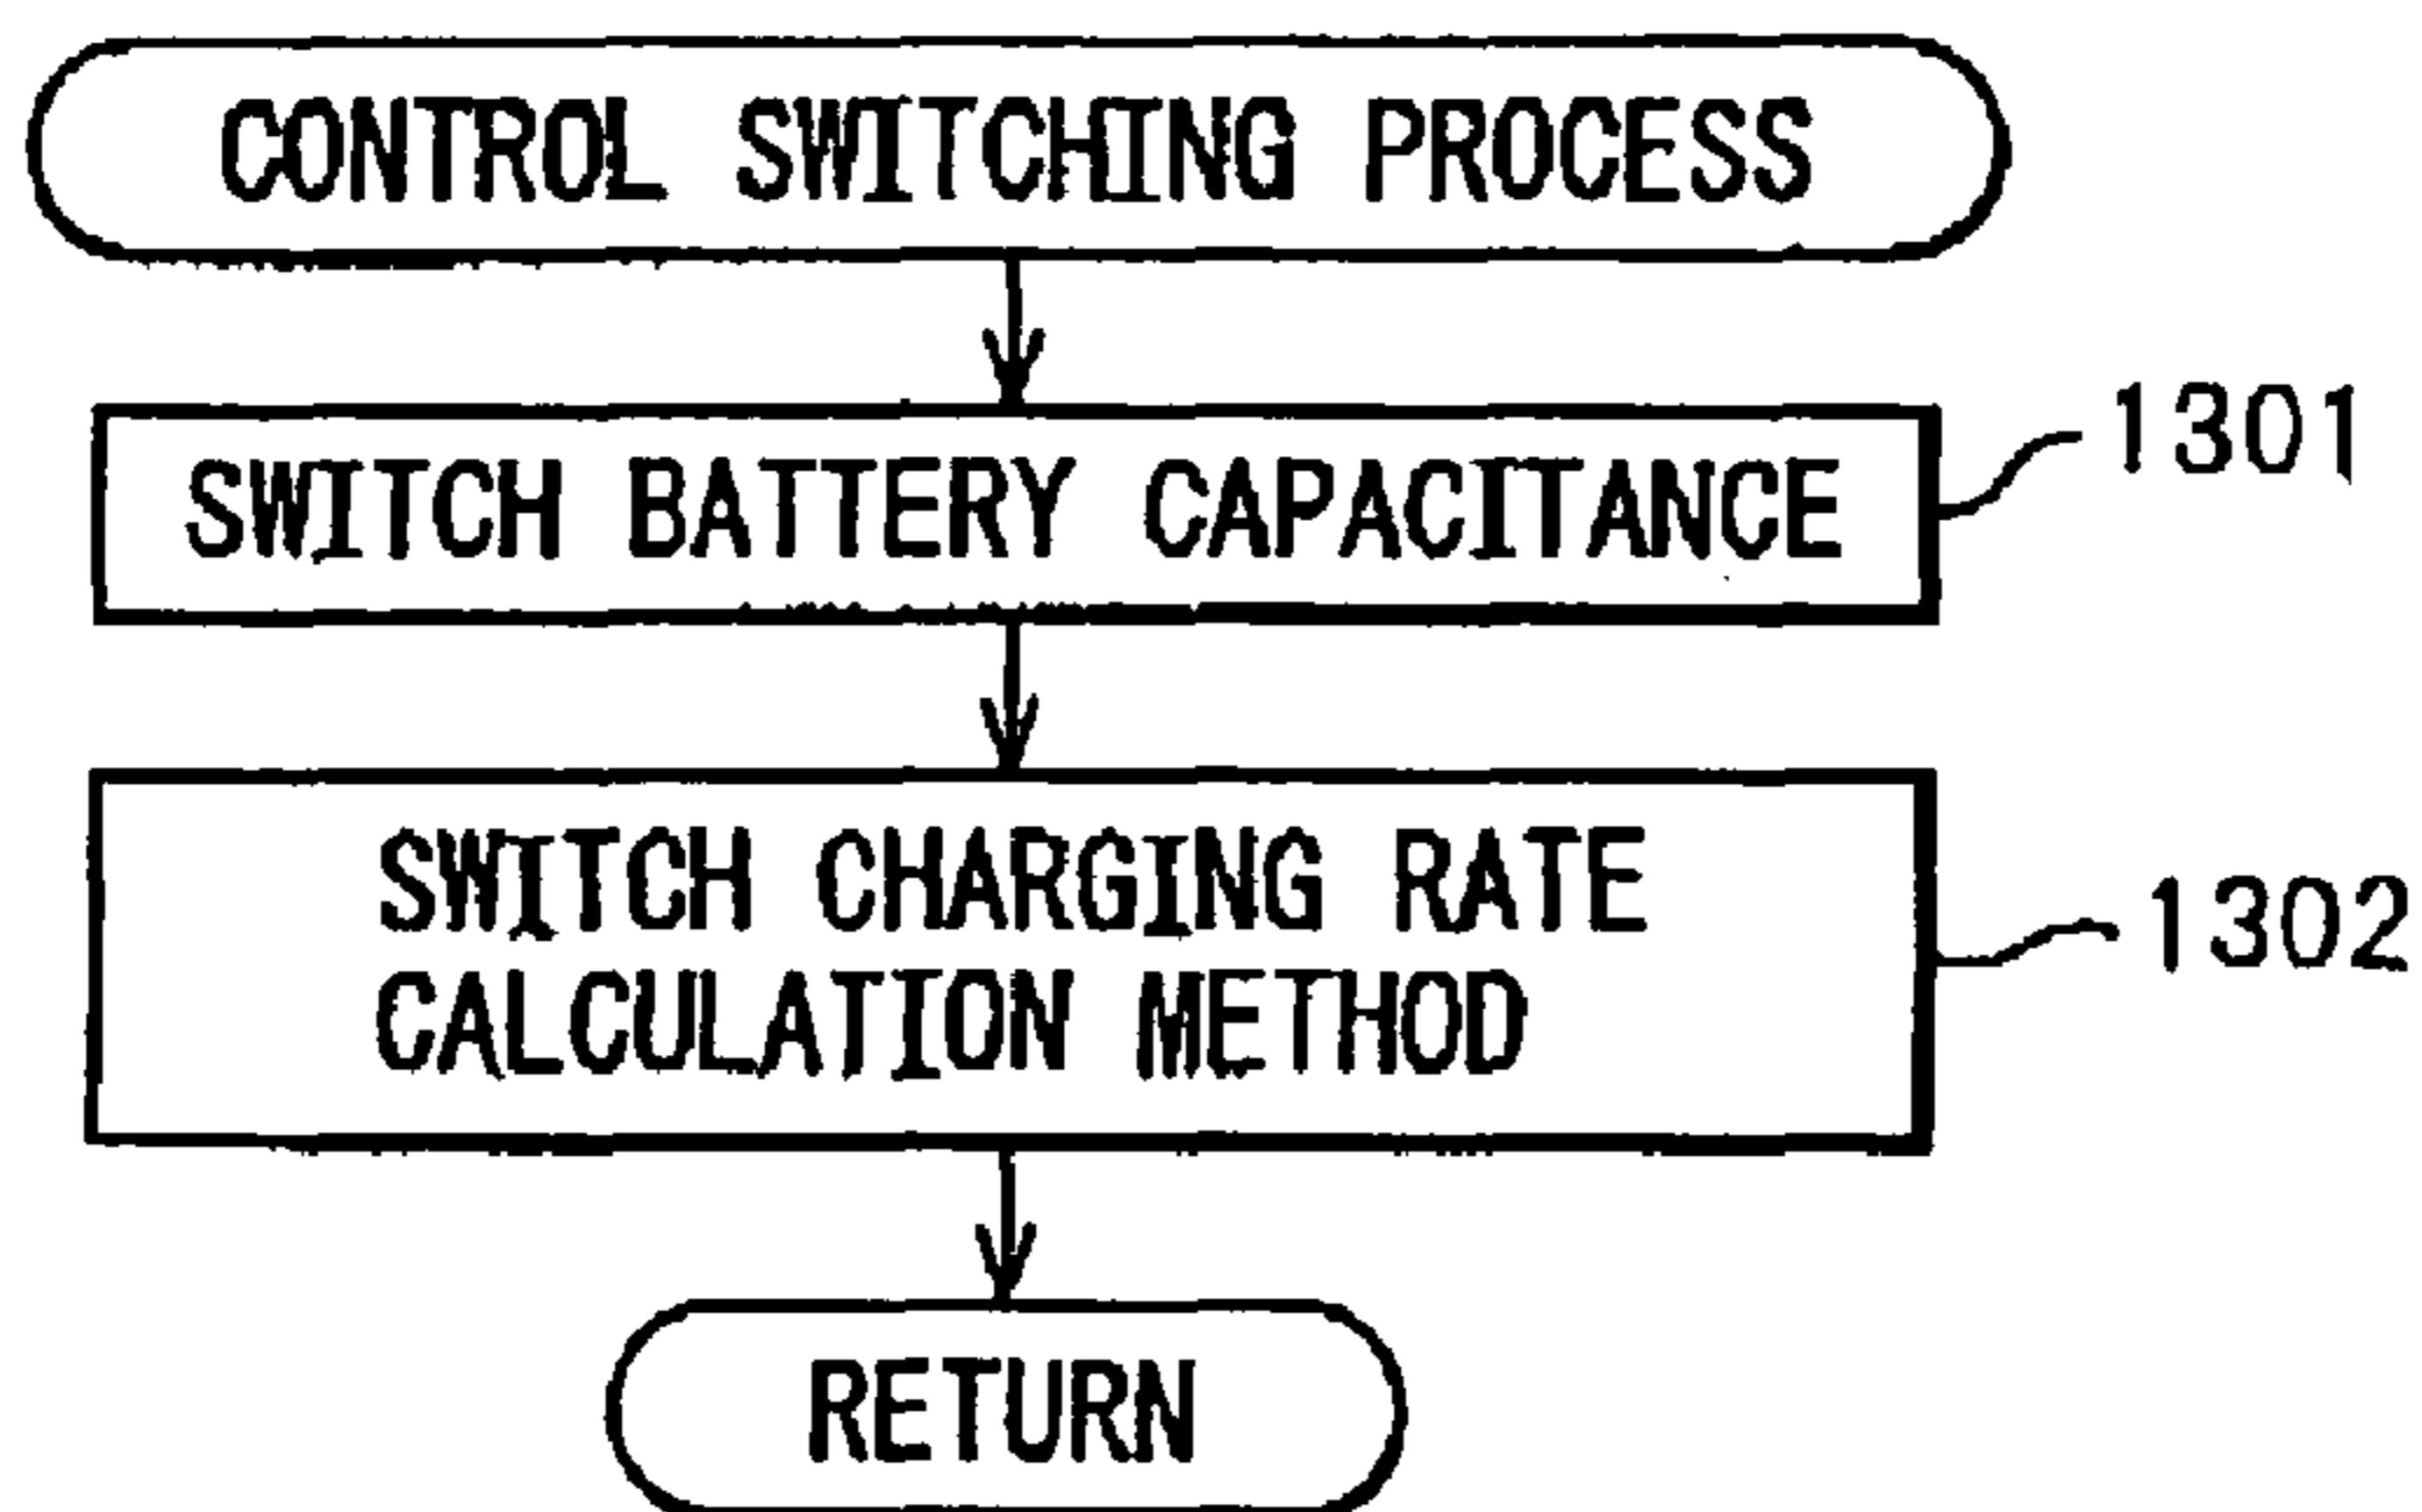 CONTROL SWITCHING PROCESS
SWITCH BATTERY CAPACITANCE
1301
SWITCH CHARGING RATE
CALCULATION METHOD
1302
RETURN